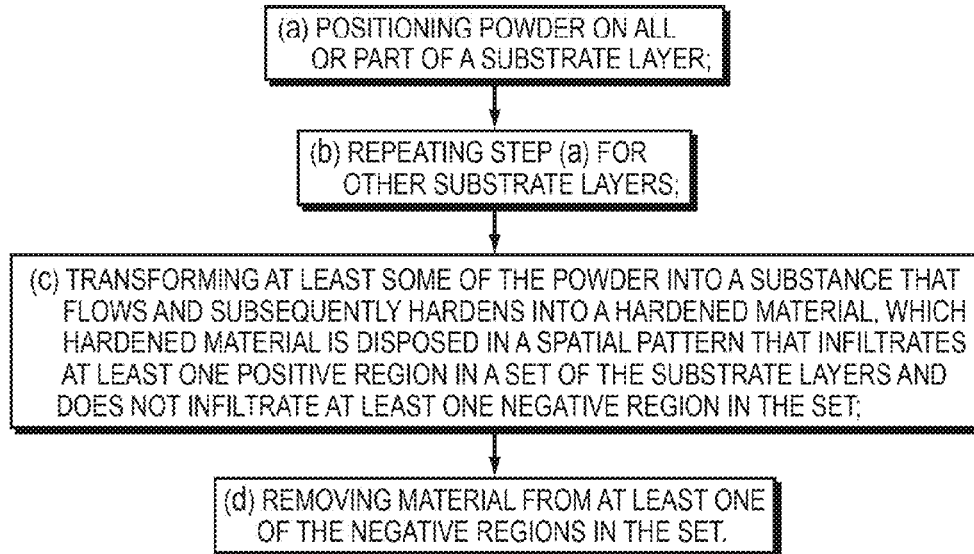 (a) POSITIONING POWDER ON ALL
OR PART OF A SUBSTRATE LAYER;
(b) REPEATING STEP (a) FOR
OTHER SUBSTRATE LAYERS;
(c) TRANSFORMING AT LEAST SOME OF THE POWDER INTO A SUBSTANCE THAT
FLOWS AND SUBSEQUENTLY HARDENS INTO A HARDENED MATERIAL, WHICH
HARDENED MATERIAL IS DISPOSED IN A SPATIAL PATTERN THAT INFILTRATES
AT LEAST ONE POSITIVE REGION IN A SET OF THE SUBSTRATE LAYERS AND
DOES NOT INFILTRATE AT LEAST ONE NEGATIVE REGION IN THE SET;
(d) REMOVING MATERIAL FROM AT LEAST ONE
OF THE NEGATIVE REGIONS IN THE SET.